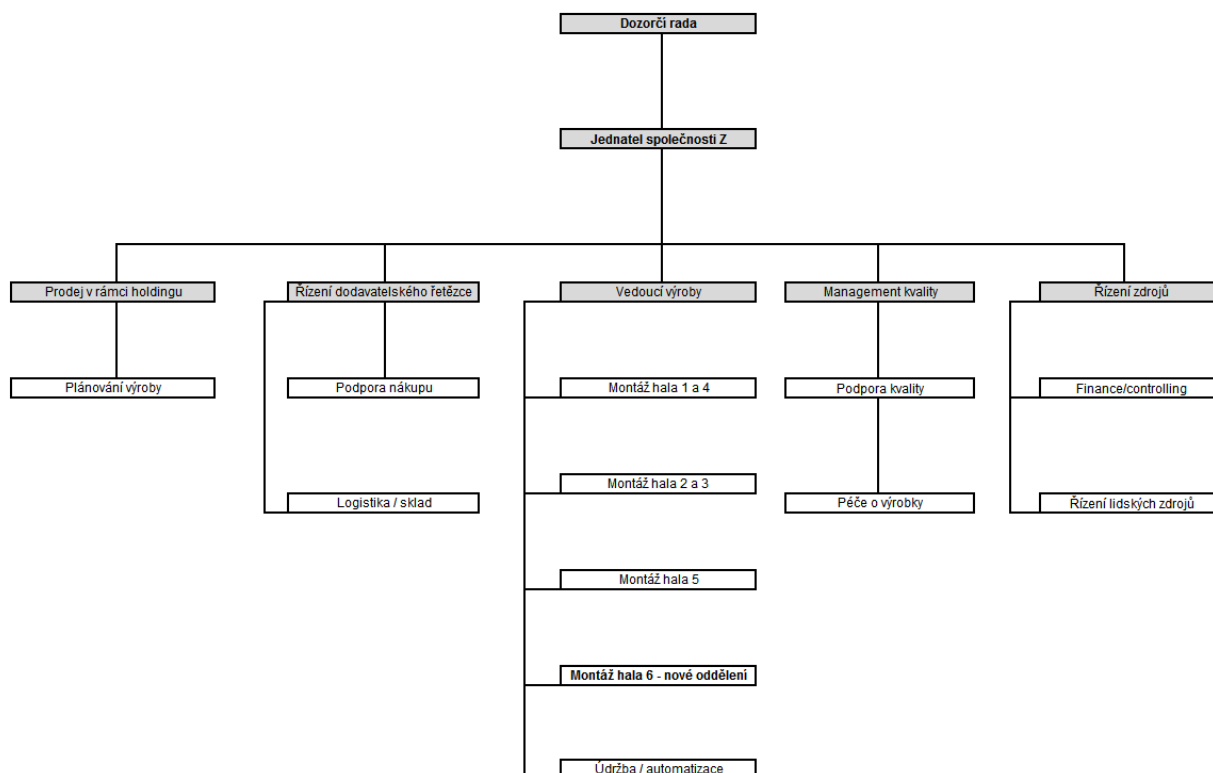 Dozorčí rada
Jednatel společnosti Z
Prodej v rámci holdingu
Řízení dodavatelského řetězce
Vedoucí výroby
Management kvality
Řízení zdrojů
Plánování výroby
Podpora nákupu
Montáž hala 1 a 4
Podpora kvality
Finance/controlling
Montáž hala 2 a 3
Logistika / sklad
Péče o výrobky
Řízení lidských zdrojů
Montáž hala 5
Montáž hala 6 - nové oddělení
Údržba / automatizace